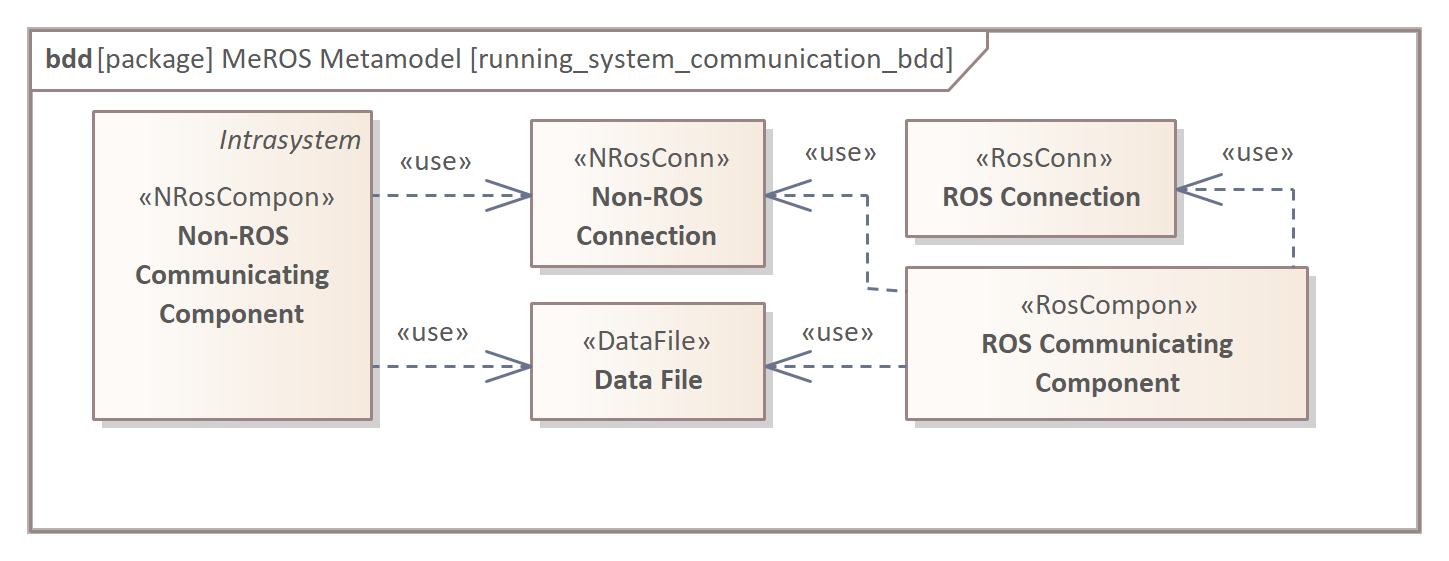 bdd [package] MeROS Metamodel [running_system_communication_bdd]
Intrasystem
«NRosCompon»
Non-ROS
Communicating
Component
«use»
«use»
«NRosConn»
Non-ROS
Connection
«DataFile»
Data File
«use»
«use»
«RosConn»
ROS Connection
«use»
«RosCompon»
ROS Communicating
Component